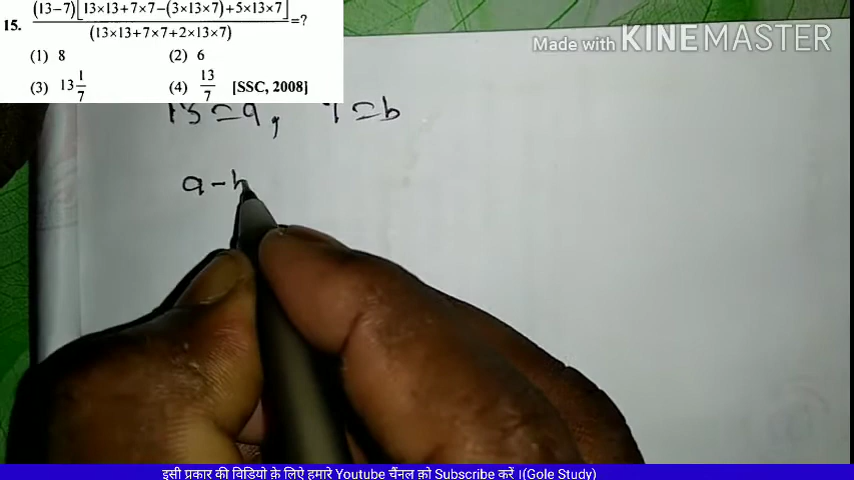 15. (13−7)[13×13+7×7−(3×13×7)+5×13×7] / (13×13+7×7+2×13×7) =?
(1) 8 (2) 6
(3) 13 1/7 (4) 13/7 [SSC, 2008]
Made with KINEMASTER
13 = a, 7 = b
a - b
इसी प्रकार की विडियो के लिऐ हमारे Youtube चैंनल क़ो Subscribe करें ।(Gole Study)